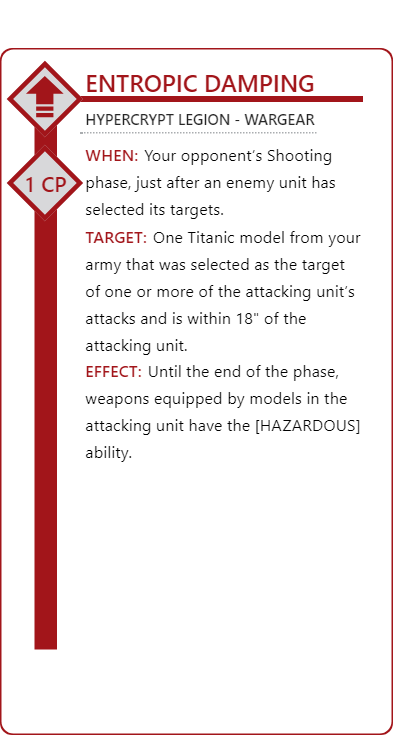 ENTROPIC DAMPING
HYPERCRYPT LEGION - WARGEAR
1 CP
WHEN: Your opponent's Shooting
phase, just after an enemy unit has
selected its targets.
TARGET: One Titanic model from your
army that was selected as the target
of one or more of the attacking unit's
attacks and is within 18" of the
attacking unit.
EFFECT: Until the end of the phase,
weapons equipped by models in the
attacking unit have the [HAZARDOUS]
ability.